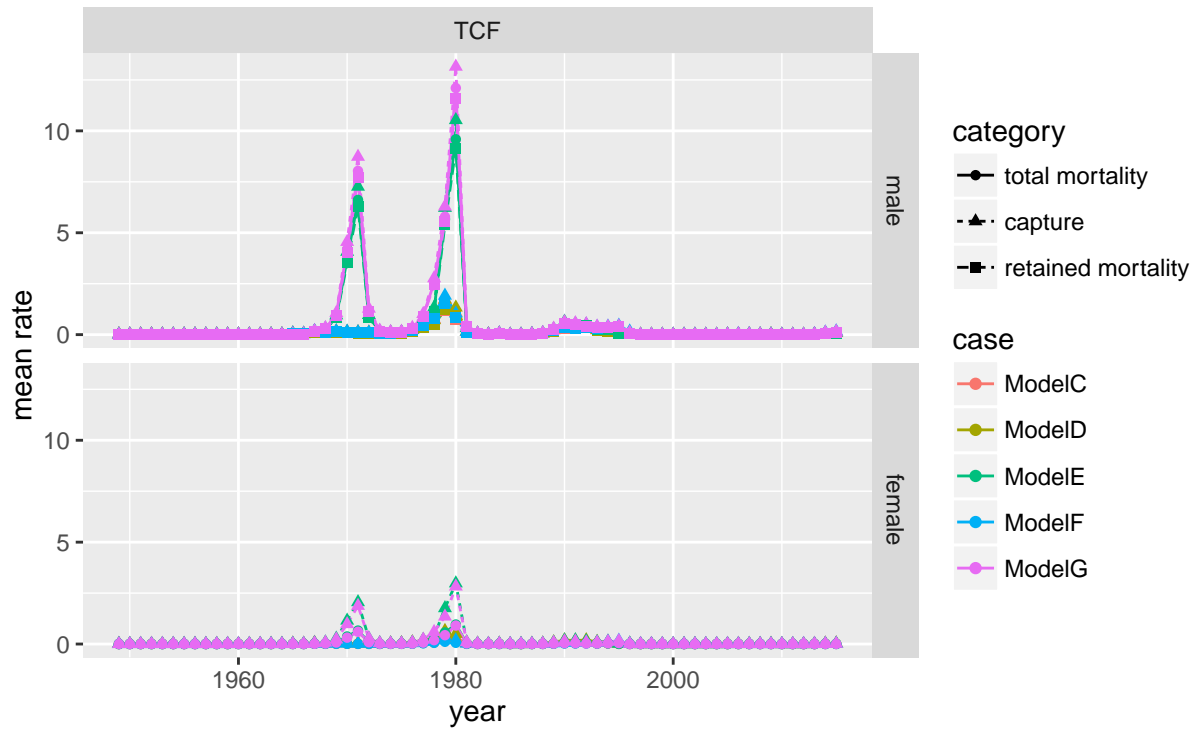 TCF
10
5
0
male
10
5
0
female
mean rate
1960
1980
2000
year
category
total mortality
capture
retained mortality
case
ModelC
ModelD
ModelE
ModelF
ModelG